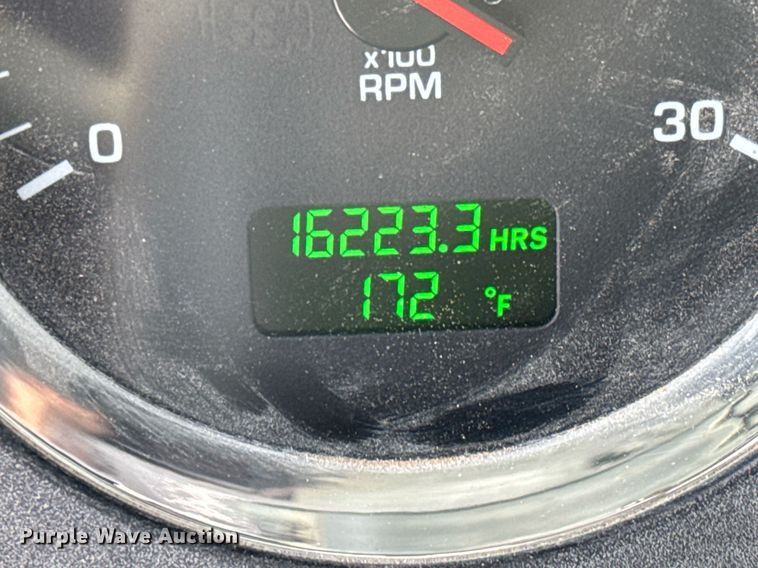 x100
RPM
0
30
16223.3 HRS
172 °F
Purple Wave Auction